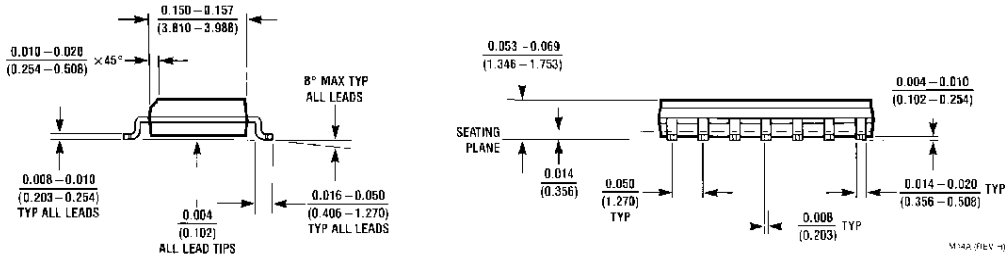 0.150 – 0.157
(3.810 – 3.988)
0.010 – 0.020
(0.254 – 0.508)
×45°
8° MAX TYP
ALL LEADS
0.008 – 0.010
(0.203 – 0.254)
TYP ALL LEADS
0.004
(0.102)
ALL LEAD TIPS
0.016 – 0.050
(0.406 – 1.270)
TYP ALL LEADS
0.053 – 0.069
(1.346 – 1.753)
0.004 – 0.010
(0.102 – 0.254)
SEATING
PLANE
0.014
(0.356)
0.050
(1.270)
TYP
0.008
(0.203)
TYP
0.014 – 0.020
(0.356 – 0.508)
TYP
M14A (REV H)